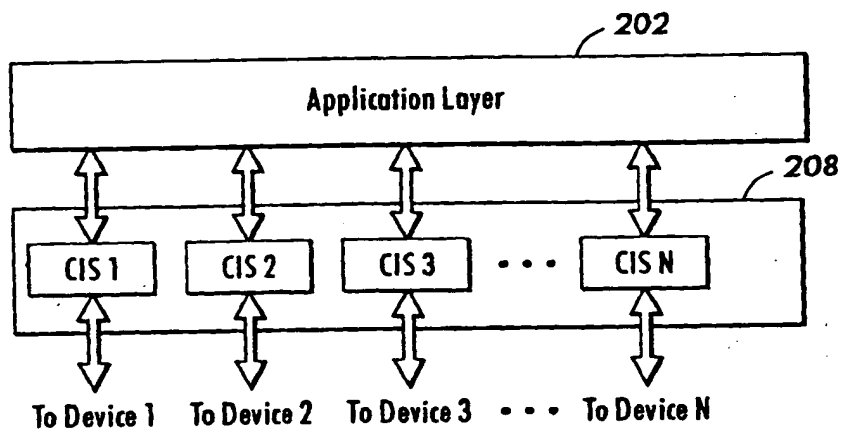 202
Application Layer
208
CIS 1 CIS 2 CIS 3 • • • CIS N
To Device 1 To Device 2 To Device 3 • • • To Device N